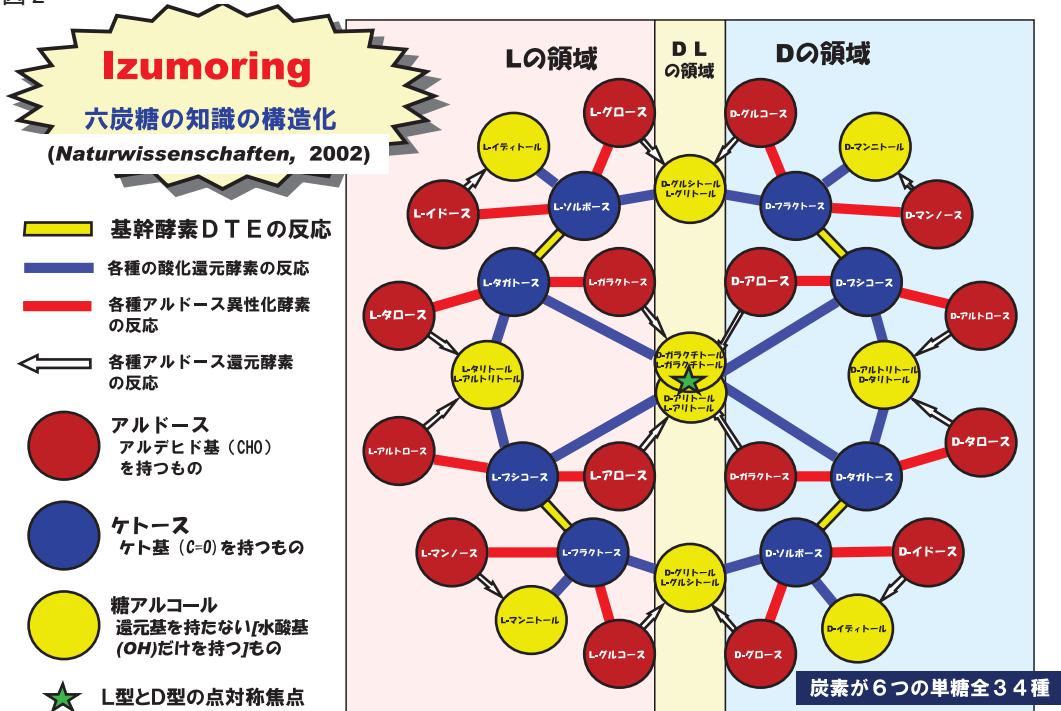 図2
Izumoring
六炭糖の知識の構造化
(Naturwissenschaften, 2002)
基幹酵素DTEの反応
各種の酸化還元酵素の反応
各種アルドース異性化酵素
の反応
各種アルドース還元酵素
の反応
アルドース
アルデヒド基(CHO)
を持つもの
ケトース
ケト基(C=O)を持つもの
糖アルコール
還元基を持たない[水酸基
(OH)だけを持つ]もの
L型とD型の点対称焦点
Lの領域
DL
の領域
Dの領域
L-グロース
D-グルコース
L-イディトール
D-マンニトール
D-グルシトール
L-グリトール
L-イドース
L-ソルボース
D-フラクトース
D-マンノース
L-タガトース
L-ガラクトース
D-アロース
D-プシコース
L-タロース
D-アルトロース
D-ガラクチトール
L-ガラクチトール
L-タリトール
L-アルトリトール
D-アルトリトール
D-タリトール
D-アリトール
L-アリトール
L-アルトロース
D-タロース
L-プシコース
L-アロース
D-ガラクトース
D-タガトース
L-マンノース
L-フラクトース
D-ソルボース
D-イドース
D-グリトール
L-グルシトール
L-マンニトール
D-イディトール
L-グルコース
D-グロース
炭素が6つの単糖全34種